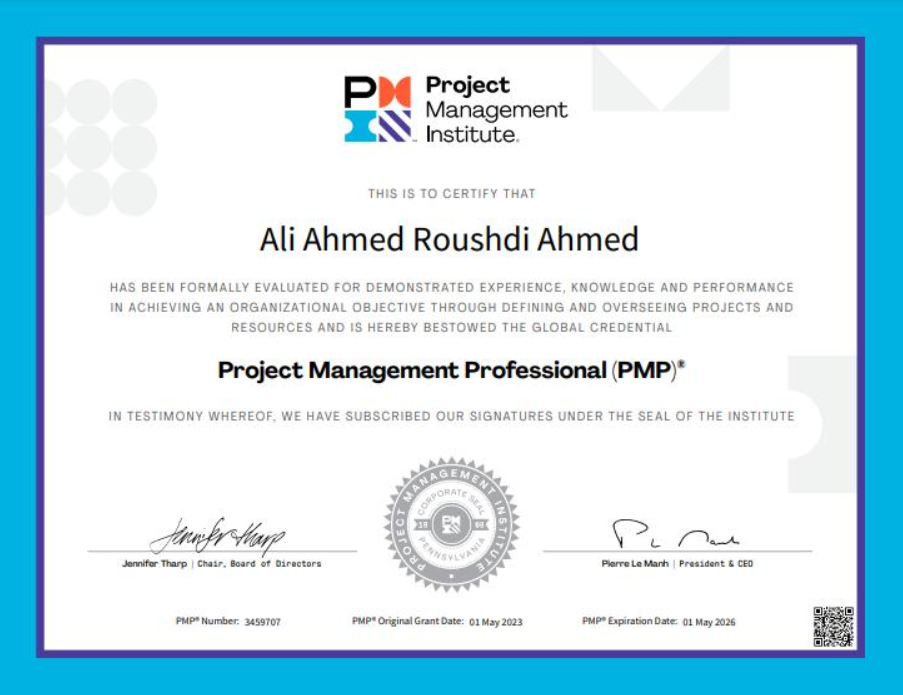 PMI
Project
Management
Institute.
THIS IS TO CERTIFY THAT
Ali Ahmed Roushdi Ahmed
HAS BEEN FORMALLY EVALUATED FOR DEMONSTRATED EXPERIENCE, KNOWLEDGE AND PERFORMANCE
IN ACHIEVING AN ORGANIZATIONAL OBJECTIVE THROUGH DEFINING AND OVERSEEING PROJECTS AND
RESOURCES AND IS HEREBY BESTOWED THE GLOBAL CREDENTIAL
Project Management Professional (PMP)®
IN TESTIMONY WHEREOF, WE HAVE SUBSCRIBED OUR SIGNATURES UNDER THE SEAL OF THE INSTITUTE
PROJECT MANAGEMENT INSTITUTE
CORPORATE SEAL
19 69
PENNSYLVANIA
Jennifer Tharp
Jennifer Tharp | Chair, Board of Directors
Pierre Le Manh | President & CEO
PMP® Number: 3459707
PMP® Original Grant Date: 01 May 2023
PMP® Expiration Date: 01 May 2026